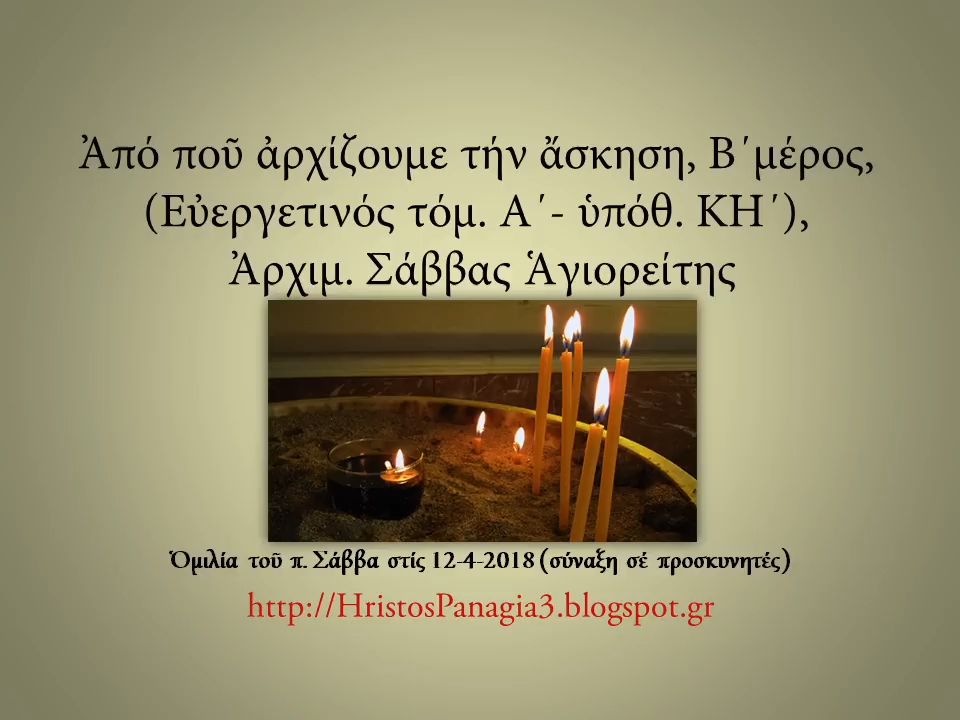 Ἀπό ποῦ ἀρχίζουμε τήν ἄσκηση, Β΄μέρος,
(Εὐεργετινός τόμ. Α΄- ὑπόθ. ΚΗ΄),
Ἀρχιμ. Σάββας Ἁγιορείτης
Ὁμιλία τοῦ π. Σάββα στίς 12-4-2018 (σύναξη σέ προσκυνητές)
http://HristosPanagia3.blogspot.gr